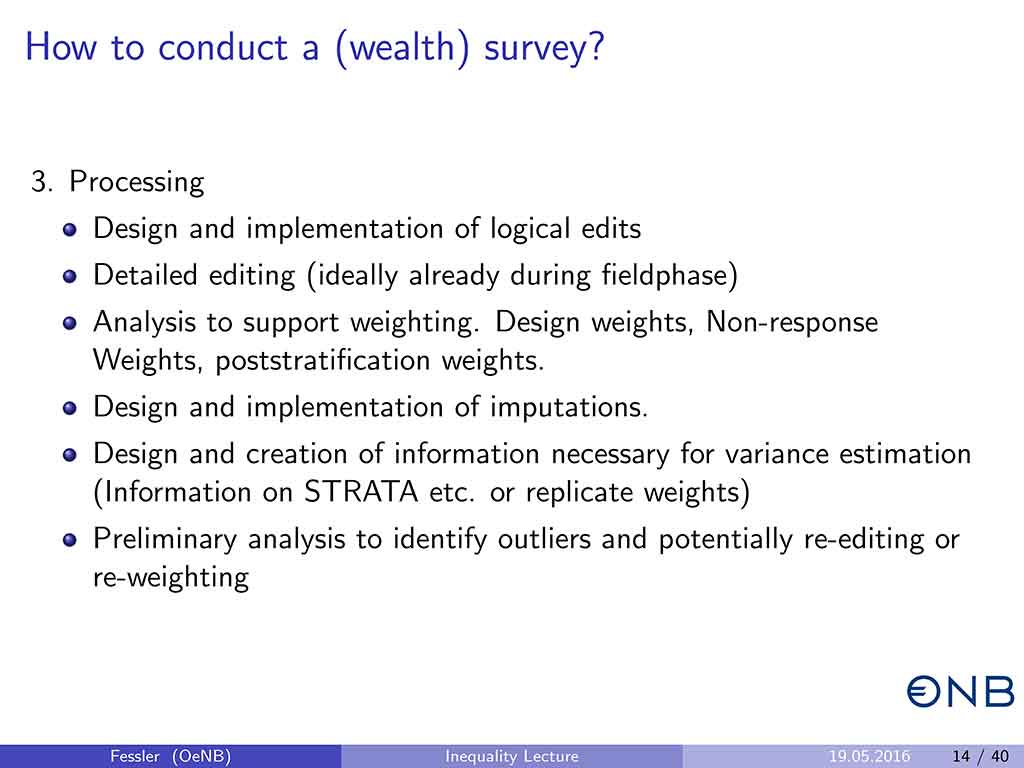 How to conduct a (wealth) survey?
3. Processing
Design and implementation of logical edits
Detailed editing (ideally already during fieldphase)
Analysis to support weighting. Design weights, Non-response
Weights, poststratification weights.
Design and implementation of imputations.
Design and creation of information necessary for variance estimation
(Information on STRATA etc. or replicate weights)
Preliminary analysis to identify outliers and potentially re-editing or
re-weighting
€NB
Fessler (OeNB) Inequality Lecture 19.05.2016 14 / 40